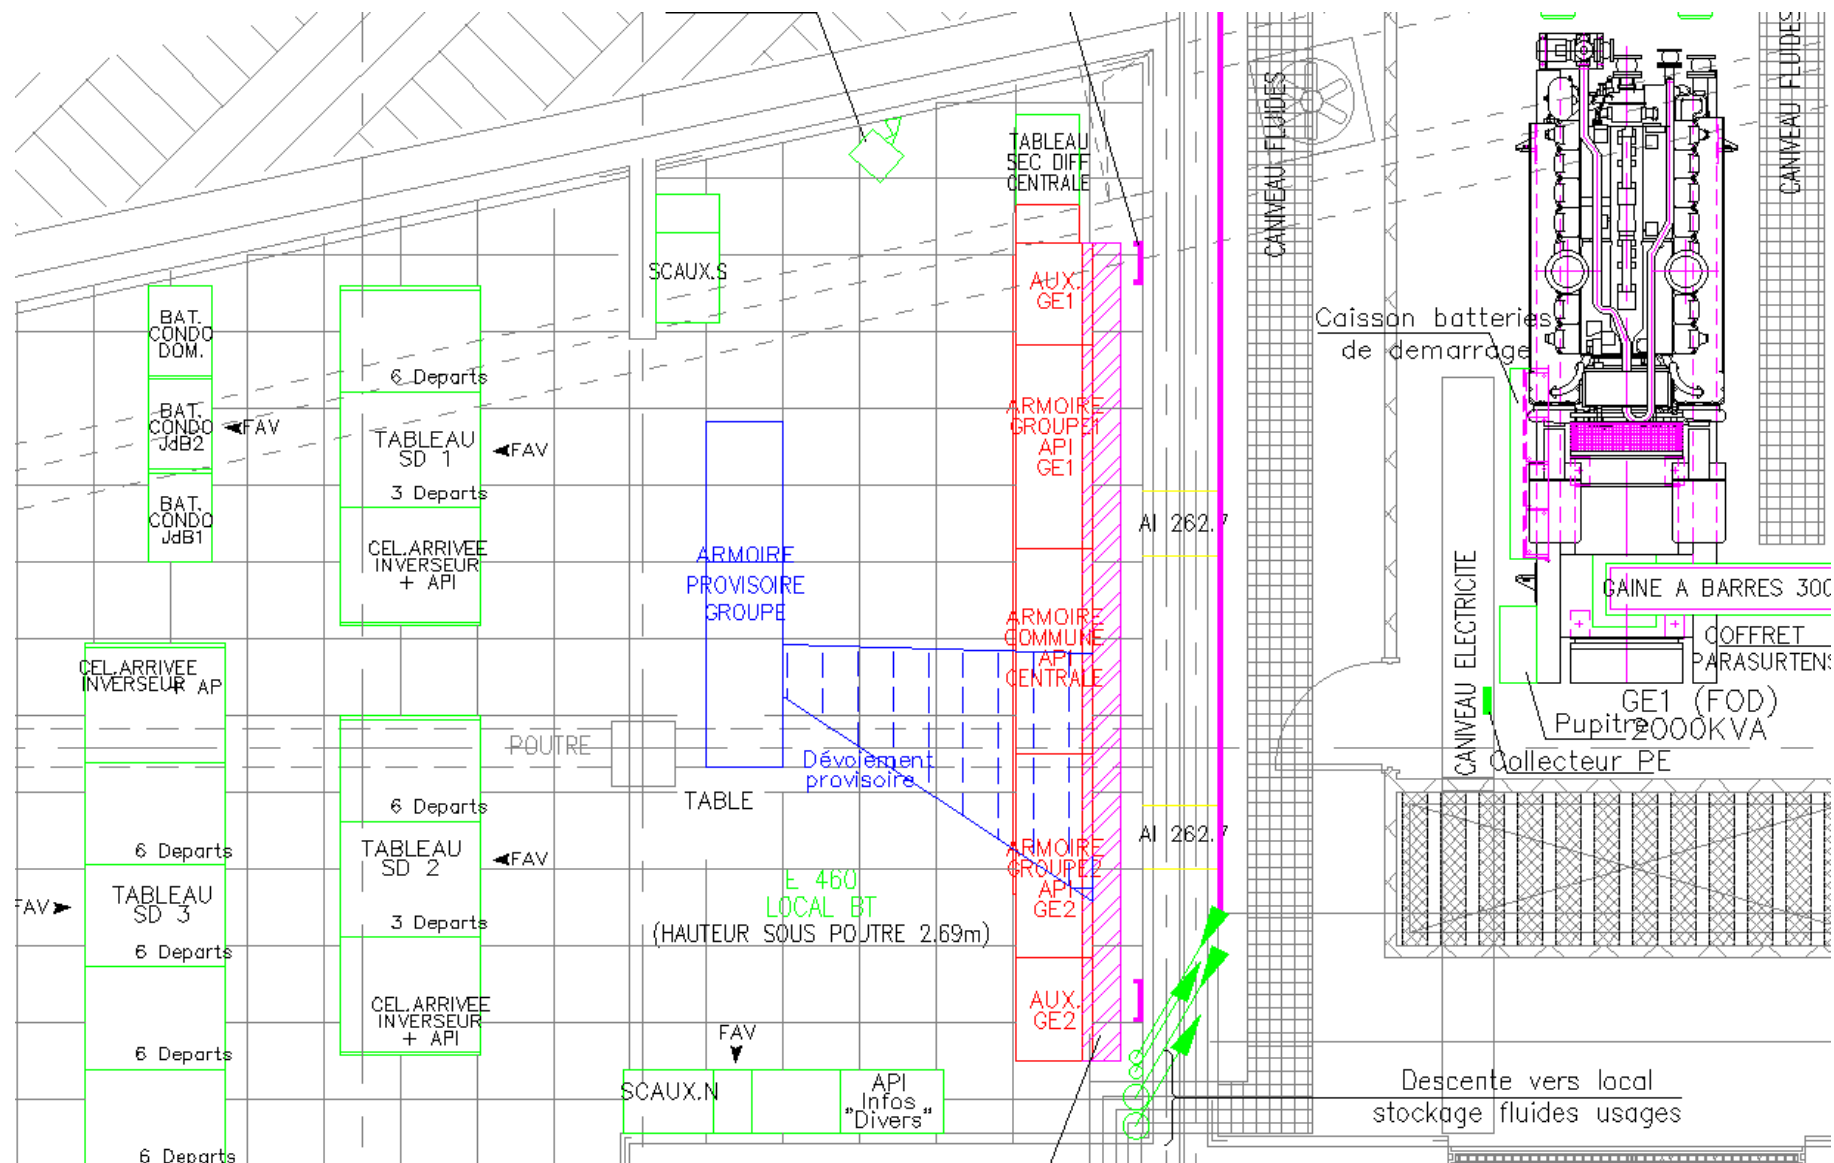 TABLEAU
SEC DIFF
CENTRALE
CANIVEAU FLUIDES
CANIVEAU FLUIDES
SCAUX.S
AUX.
GE1
BAT.
CONDO
DOM.
BAT.
CONDO
JdB2
FAV
BAT.
CONDO
JdB1
6 Departs
TABLEAU
SD 1
FAV
3 Departs
CEL.ARRIVEE
INVERSEUR
+ API
Caisson batteries
de demarrage
ARMOIRE
GROUPE1
API
GE1
AI 262.7
ARMOIRE
PROVISOIRE
GROUPE
ARMOIRE
COMMUNE
API
CENTRALE
CANIVEAU ELECTRICITE
GAINE A BARRES 300
COFFRET
PARASURTENS
GE1 (FOD)
2000KVA
Pupitre
Collecteur PE
CEL.ARRIVEE
INVERSEUR
+ AP
POUTRE
Dévoiement
provisoire
TABLE
6 Departs
TABLEAU
SD 2
FAV
3 Departs
CEL.ARRIVEE
INVERSEUR
+ API
6 Departs
FAV
TABLEAU
SD 3
6 Departs
6 Departs
6 Departs
AI 262.7
ARMOIRE
GROUPE2
API
GE2
E 460
LOCAL BT
(HAUTEUR SOUS POUTRE 2.69m)
AUX.
GE2
FAV
SCAUX.N
API
Infos
"Divers"
Descente vers local
stockage fluides usages